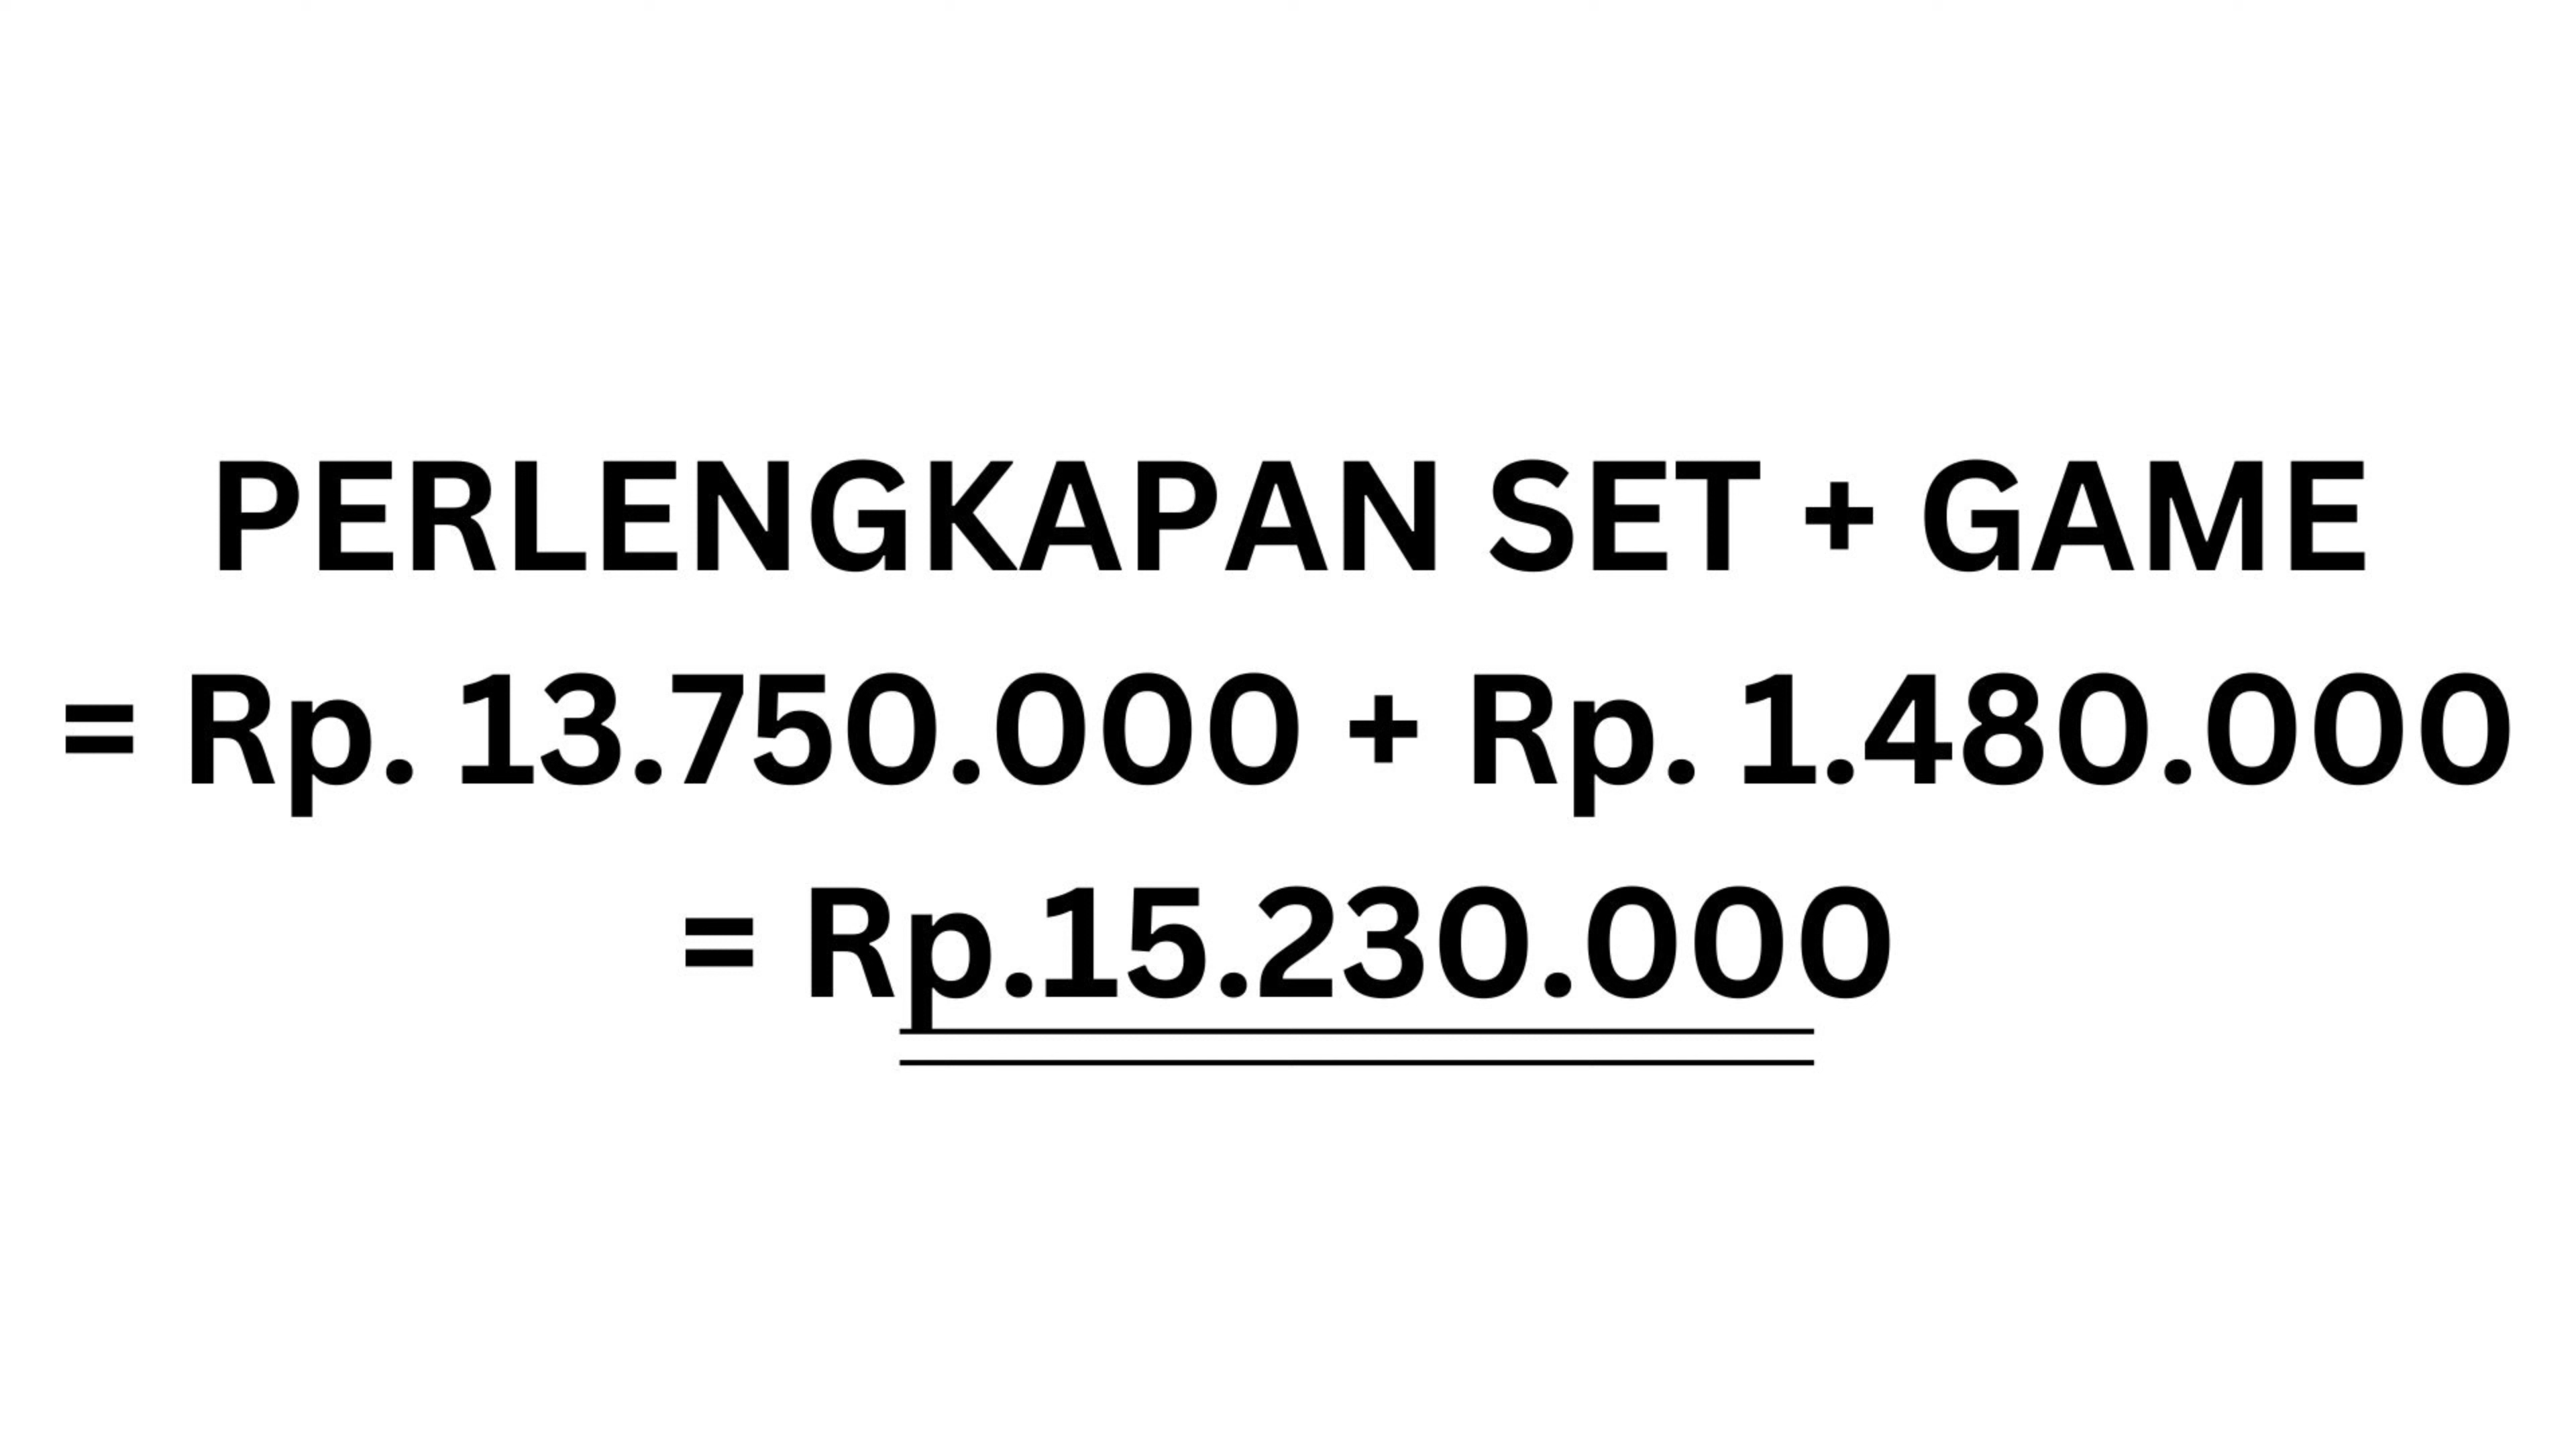 PERLENGKAPAN SET + GAME
= Rp. 13.750.000 + Rp. 1.480.000
= Rp.15.230.000